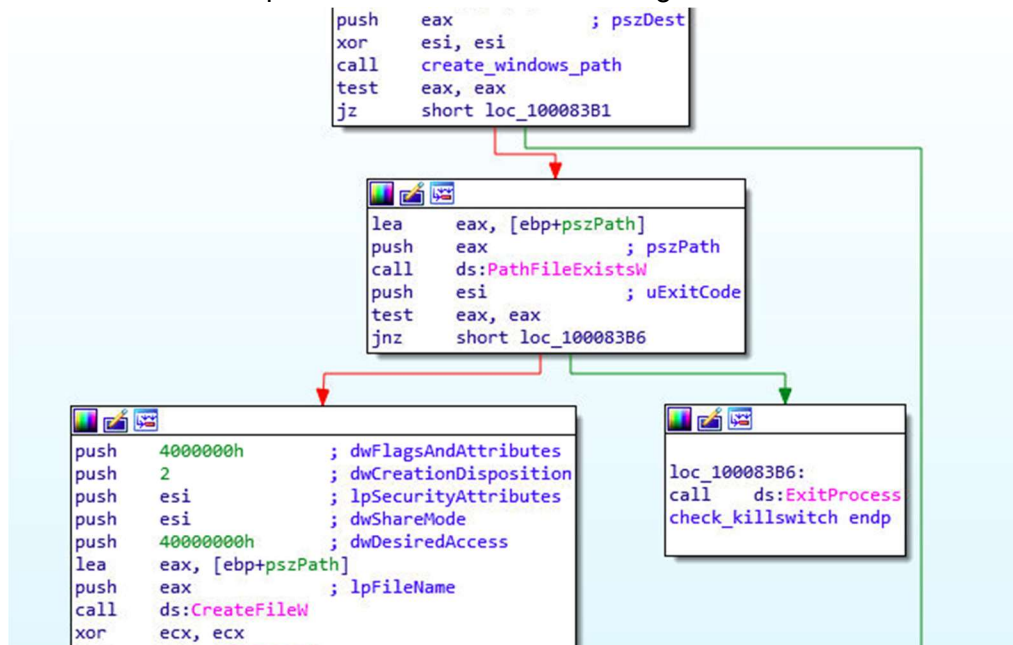 push eax ; pszDest
xor esi, esi
call create_windows_path
test eax, eax
jz short loc_100083B1
lea eax, [ebp+pszPath]
push eax ; pszPath
call ds:PathFileExistsW
push esi ; uExitCode
test eax, eax
jnz short loc_100083B6
push 4000000h ; dwFlagsAndAttributes
push 2 ; dwCreationDisposition
push esi ; lpSecurityAttributes
push esi ; dwShareMode
push 40000000h ; dwDesiredAccess
lea eax, [ebp+pszPath]
push eax ; lpFileName
call ds:CreateFileW
xor ecx, ecx
loc_100083B6:
call ds:ExitProcess
check_killswitch endp